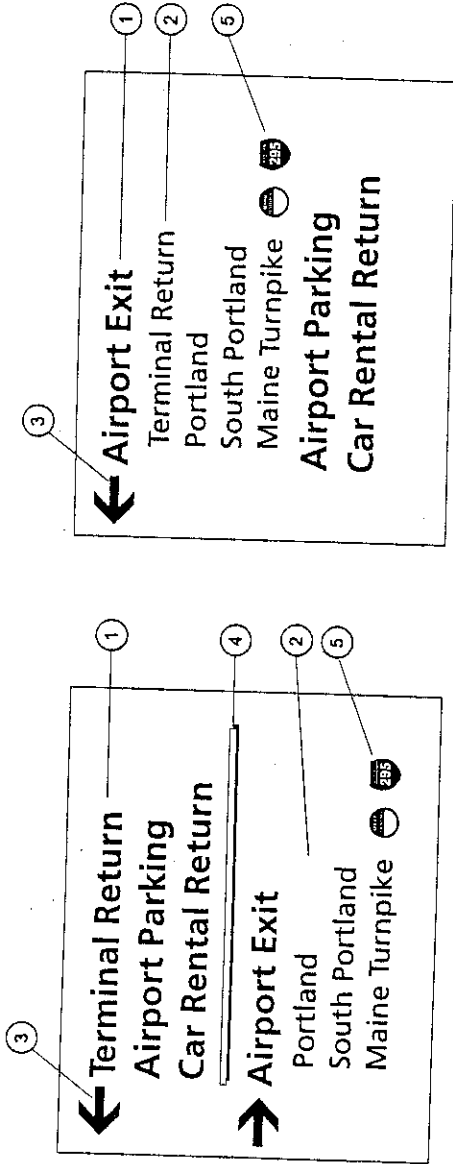 3
Terminal Return 1
Airport Parking
Car Rental Return
4
Airport Exit
Portland 2
South Portland
Maine Turnpike 295 5
3
Airport Exit 1
Terminal Return 2
Portland
South Portland
Maine Turnpike 295 5
Airport Parking
Car Rental Return